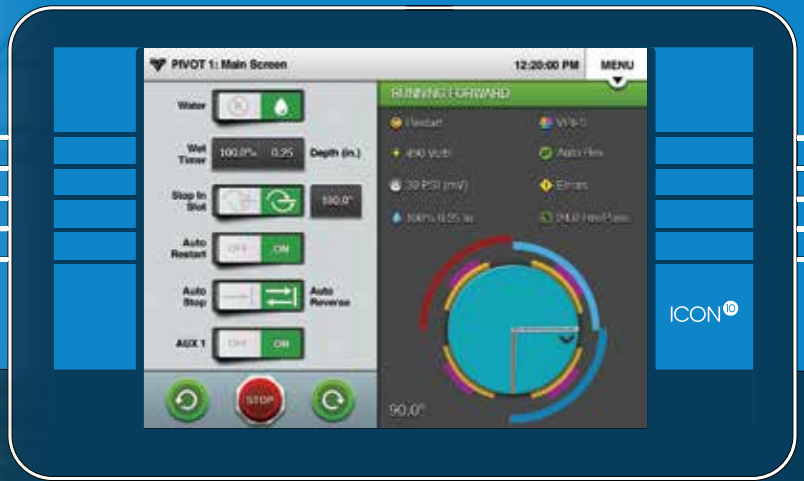 PIVOT 1: Main Screen
12:20:00 PM
MENU
RUNNING FORWARD
Water
Wet Timer
100.0% 0.25
Depth (in.)
Stop In Slot
180.0°
Auto Restart
OFF ON
Auto Stop
Auto Reverse
AUX 1
OFF ON
STOP
Restart
VRI-S
490 Volts
Auto Rev
30 PSI (mV)
Errors
100% 0.25 in
24.0 Hrs/Pass
90.0°
ICON10